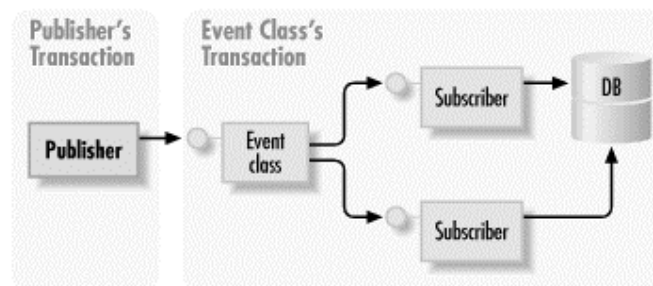 Publisher's
Transaction
Event Class's
Transaction
Publisher
Event
class
Subscriber
DB
Subscriber